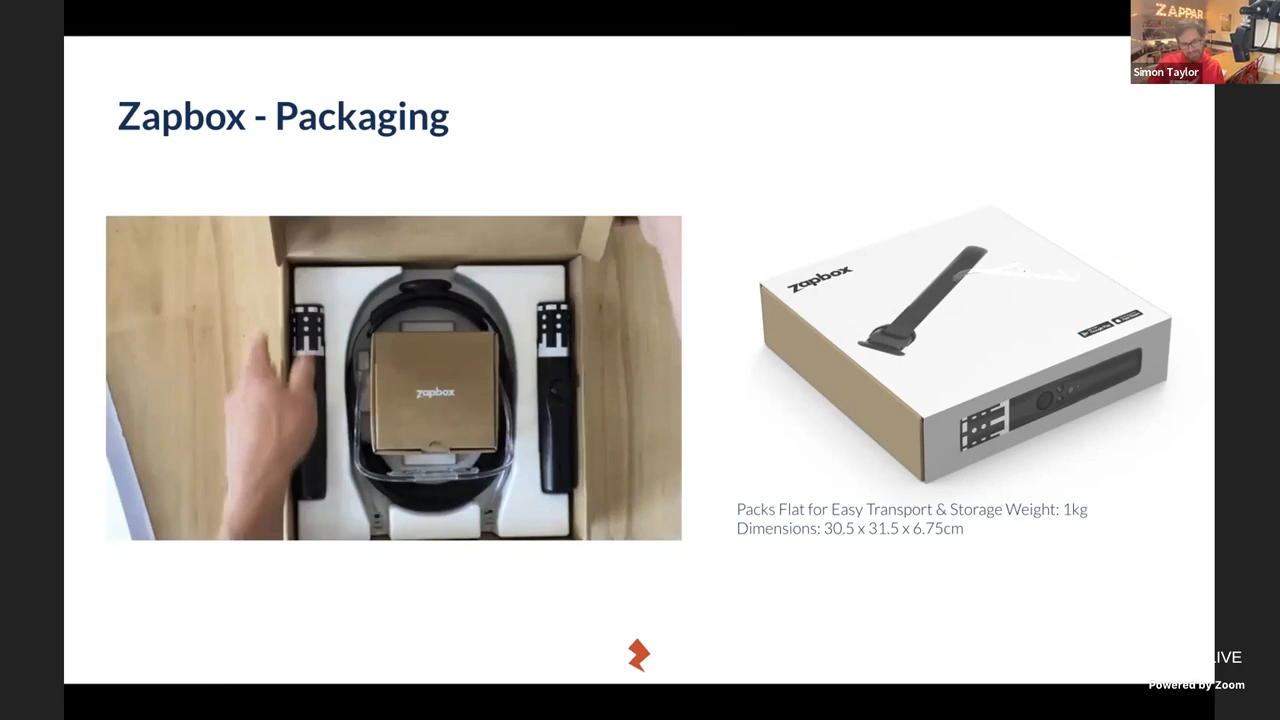 ZAPPAR
Simon Taylor
Zapbox - Packaging
zapbox
zapbox
Packs Flat for Easy Transport & Storage Weight: 1kg
Dimensions: 30.5 x 31.5 x 6.75cm
LIVE
Powered by Zoom